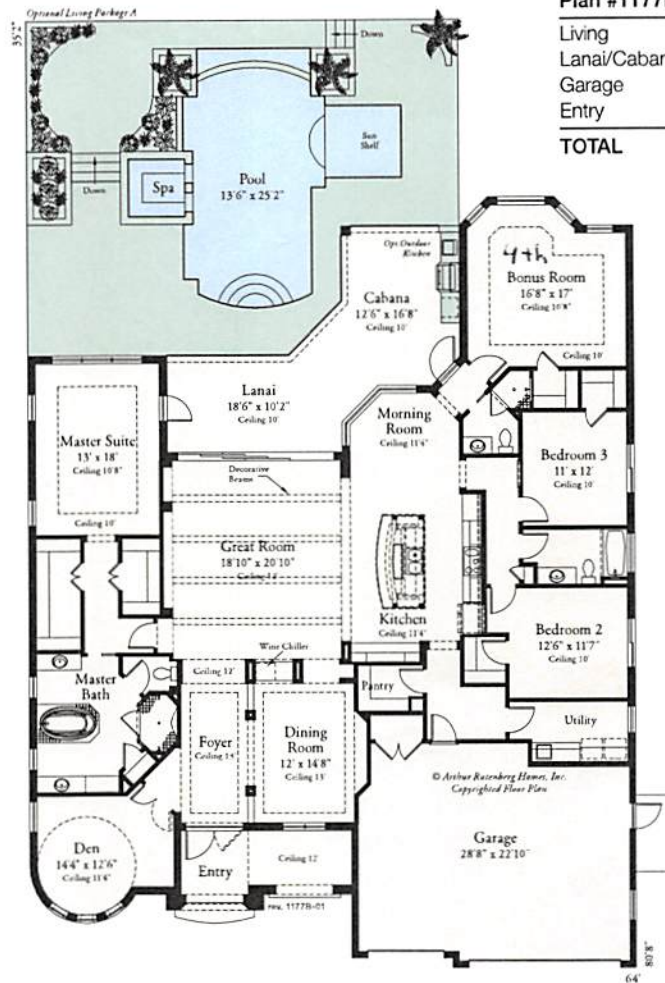 Optional Living Package A
35'2"
Down
Plan #1177B
Living
Lanai/Cabana
Garage
Entry
TOTAL
Sun
Shelf
Down
Spa
Pool
13'6" x 25'2"
Opt. Outdoor
Kitchen
4th
Bonus Room
16'8" x 17'
Ceiling 10'8"
Ceiling 10'
Cabana
12'6" x 16'8"
Ceiling 10'
Lanai
18'6" x 10'2"
Ceiling 10'
Morning
Room
Ceiling 11'4"
Master Suite
13' x 18'
Ceiling 10'8"
Ceiling 10'
Decorative
Beams
Bedroom 3
11' x 12'
Ceiling 10'
Great Room
18'10" x 20'10"
Kitchen
Ceiling 11'4"
Bedroom 2
12'6" x 11'7"
Ceiling 10'
Wine Chiller
Ceiling 12'
Master
Bath
Pantry
Foyer
Dining
Room
12' x 14'8"
Ceiling 13'
Utility
© Arthur Rutenberg Homes, Inc.
Copyrighted Floor Plan
Garage
28'8" x 22'10"
Den
14'4" x 12'6"
Ceiling 11'4"
Entry
Ceiling 12'
rev. 1177B-01
80'8"
64'